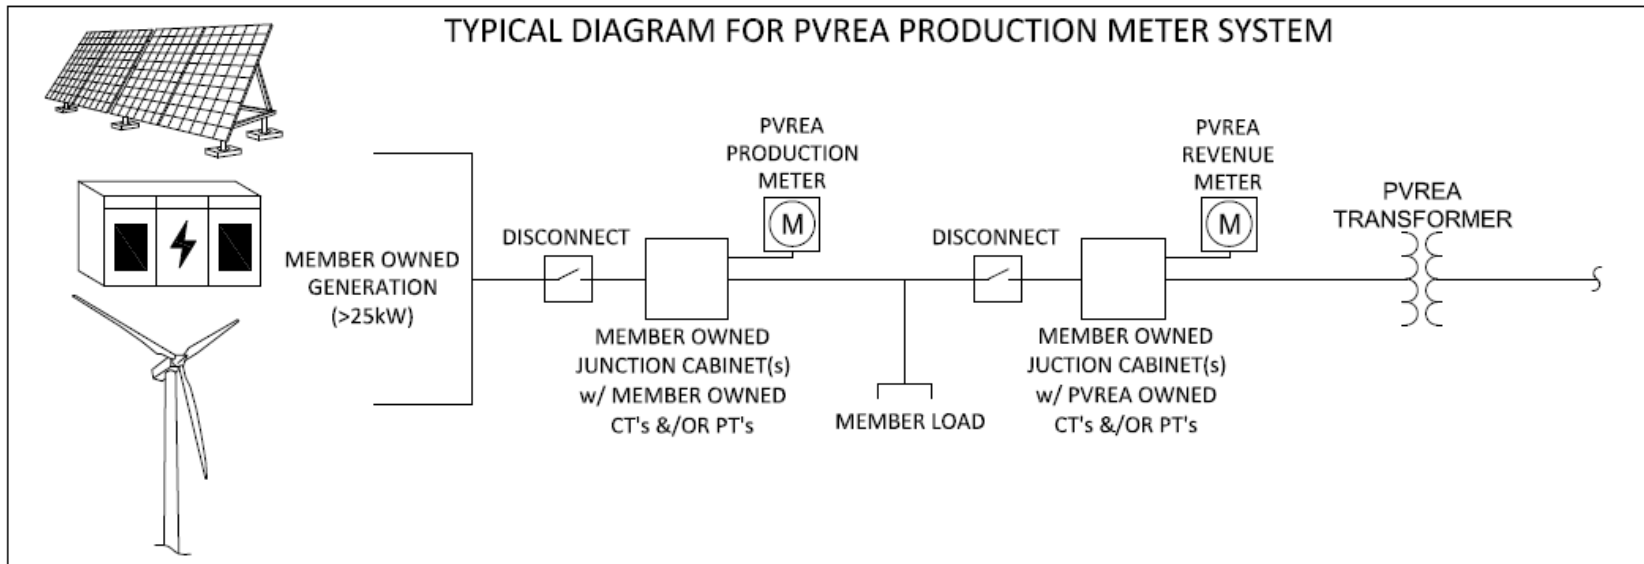 TYPICAL DIAGRAM FOR PVREA PRODUCTION METER SYSTEM
MEMBER OWNED
GENERATION
(>25kW)
DISCONNECT
MEMBER OWNED
JUNCTION CABINET(s)
w/ MEMBER OWNED
CT's &/OR PT's
PVREA
PRODUCTION
METER
M
MEMBER LOAD
DISCONNECT
MEMBER OWNED
JUCTION CABINET(s)
w/ PVREA OWNED
CT's &/OR PT's
PVREA
REVENUE
METER
M
PVREA
TRANSFORMER